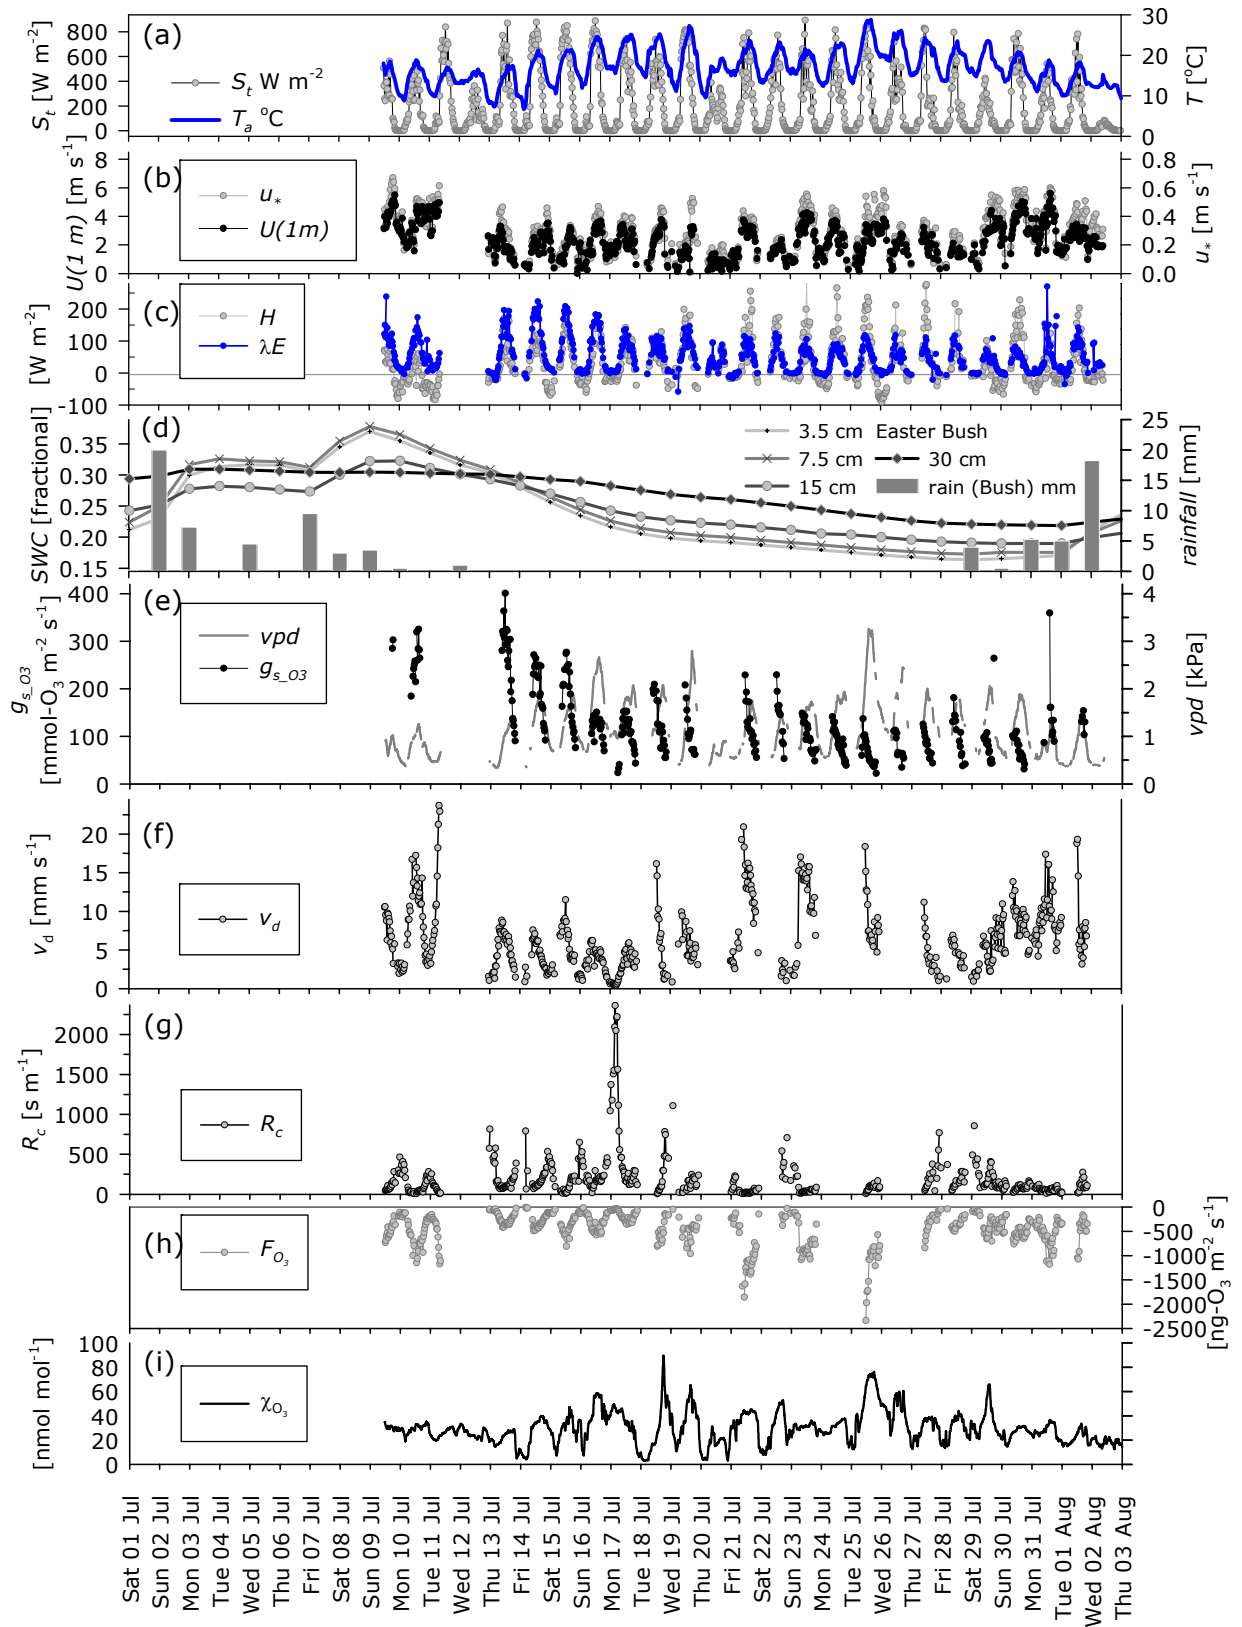 (a)
S_t [W m-2]
800
600
400
200
0
S_t W m-2
T_a °C
30
20
10
0
T [°C]
(b)
U(1 m) [m s-1]
8
6
4
2
0
u*
U(1m)
0.8
0.6
0.4
0.2
0.0
u* [m s-1]
(c)
[W m-2]
200
100
0
-100
H
λE
(d)
SWC [fractional]
0.35
0.30
0.25
0.20
0.15
3.5 cm Easter Bush
7.5 cm 30 cm
15 cm rain (Bush) mm
25
20
15
10
5
0
rainfall [mm]
(e)
g_s_O3
[mmol-O3 m-2 s-1]
400
300
200
100
0
vpd
g_s_O3
4
3
2
1
0
vpd [kPa]
(f)
v_d [mm s-1]
20
15
10
5
0
v_d
(g)
R_c [s m-1]
2000
1500
1000
500
0
R_c
(h)
F_O3
0
-500
-1000
-1500
-2000
-2500
[ng-O3 m-2 s-1]
(i)
[nmol mol-1]
100
80
60
40
20
0
χO3
Sat 01 Jul
Sun 02 Jul
Mon 03 Jul
Tue 04 Jul
Wed 05 Jul
Thu 06 Jul
Fri 07 Jul
Sat 08 Jul
Sun 09 Jul
Mon 10 Jul
Tue 11 Jul
Wed 12 Jul
Thu 13 Jul
Fri 14 Jul
Sat 15 Jul
Sun 16 Jul
Mon 17 Jul
Tue 18 Jul
Wed 19 Jul
Thu 20 Jul
Fri 21 Jul
Sat 22 Jul
Sun 23 Jul
Mon 24 Jul
Tue 25 Jul
Wed 26 Jul
Thu 27 Jul
Fri 28 Jul
Sat 29 Jul
Sun 30 Jul
Mon 31 Jul
Tue 01 Aug
Wed 02 Aug
Thu 03 Aug